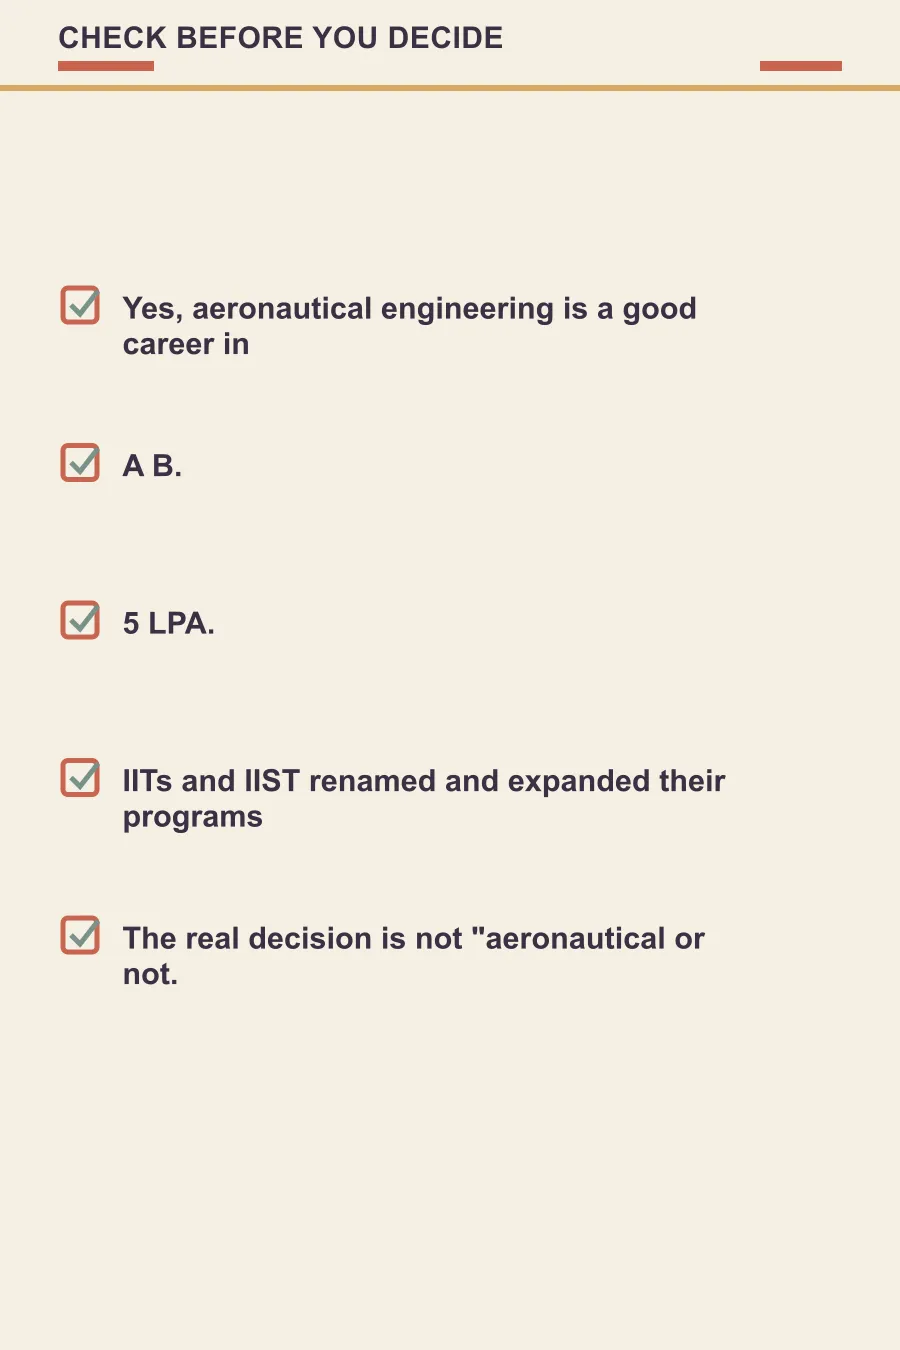 CHECK BEFORE YOU DECIDE
Yes, aeronautical engineering is a good
career in
A B.
5 LPA.
IITs and IIST renamed and expanded their
programs
The real decision is not "aeronautical or
not.